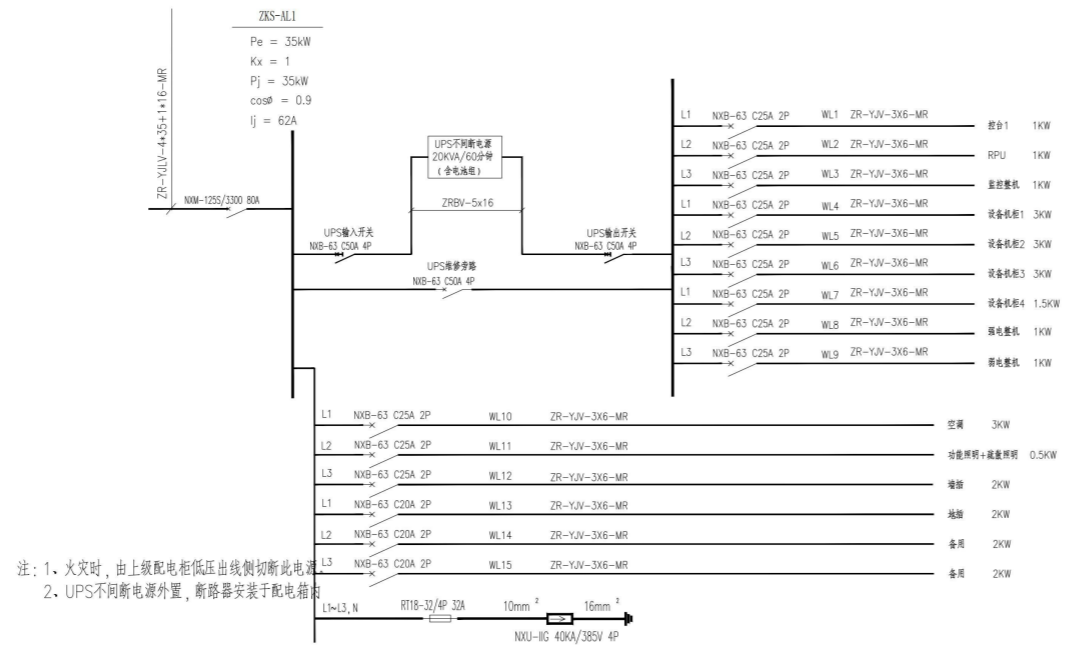 ZKS-AL1
Pe = 35kW
Kx = 1
Pj = 35kW
cosø = 0.9
Ij = 62A
ZR-YJLV-4*35+1*16-MR
NXM-125S/3300 80A
UPS不间断电源
20KVA/60分钟
(含电池组)
ZRBV-5x16
UPS输入开关
NXB-63 C50A 4P
UPS输出开关
NXB-63 C50A 4P
UPS维修旁路
NXB-63 C50A 4P
L1 NXB-63 C25A 2P WL1 ZR-YJV-3X6-MR 控台1 1KW
L2 NXB-63 C25A 2P WL2 ZR-YJV-3X6-MR RPU 1KW
L3 NXB-63 C25A 2P WL3 ZR-YJV-3X6-MR 监控整机 1KW
L1 NXB-63 C25A 2P WL4 ZR-YJV-3X6-MR 设备机柜1 3KW
L2 NXB-63 C25A 2P WL5 ZR-YJV-3X6-MR 设备机柜2 3KW
L3 NXB-63 C25A 2P WL6 ZR-YJV-3X6-MR 设备机柜3 3KW
L1 NXB-63 C25A 2P WL7 ZR-YJV-3X6-MR 设备机柜4 1.5KW
L2 NXB-63 C25A 2P WL8 ZR-YJV-3X6-MR 强电整机 1KW
L3 NXB-63 C25A 2P WL9 ZR-YJV-3X6-MR 弱电整机 1KW
L1 NXB-63 C25A 2P WL10 ZR-YJV-3X6-MR 空调 3KW
L2 NXB-63 C25A 2P WL11 ZR-YJV-3X6-MR 功能照明+疏散照明 0.5KW
L3 NXB-63 C25A 2P WL12 ZR-YJV-3X6-MR 墙插 2KW
L1 NXB-63 C20A 2P WL13 ZR-YJV-3X6-MR 地插 2KW
L2 NXB-63 C20A 2P WL14 ZR-YJV-3X6-MR 备用 2KW
L3 NXB-63 C20A 2P WL15 ZR-YJV-3X6-MR 备用 2KW
L1~L3,N RT18-32/4P 32A 10mm² 16mm²
NXU-IIG 40KA/385V 4P
注:1、火灾时,由上级配电柜低压出线侧切断此电源。
2、UPS不间断电源外置,断路器安装于配电箱内